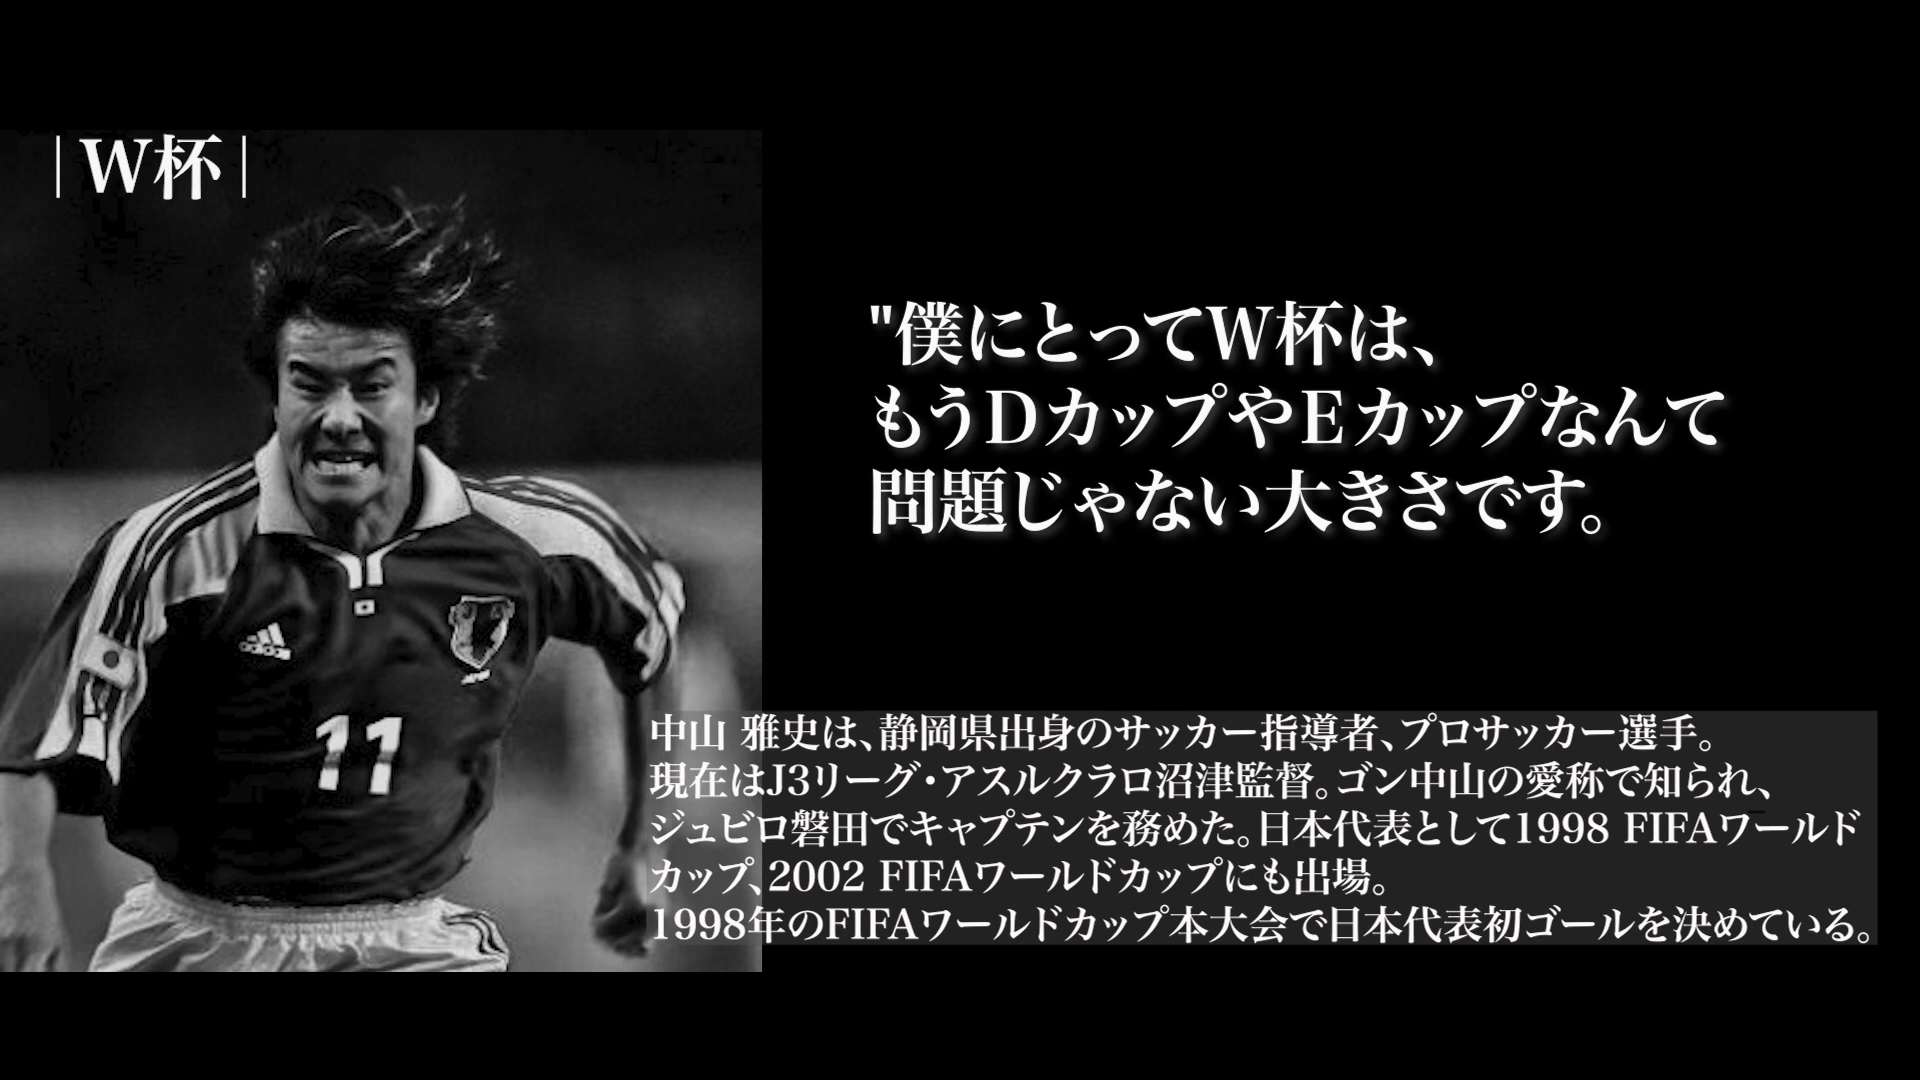 |W杯|
"僕にとってW杯は、
もうDカップやEカップなんて
問題じゃない大きさです。
adidas
JAPAN
11
中山 雅史は、静岡県出身のサッカー指導者、プロサッカー選手。
現在はJ3リーグ・アスルクラロ沼津監督。ゴン中山の愛称で知られ、
ジュビロ磐田でキャプテンを務めた。日本代表として1998 FIFAワールド
カップ、2002 FIFAワールドカップにも出場。
1998年のFIFAワールドカップ本大会で日本代表初ゴールを決めている。